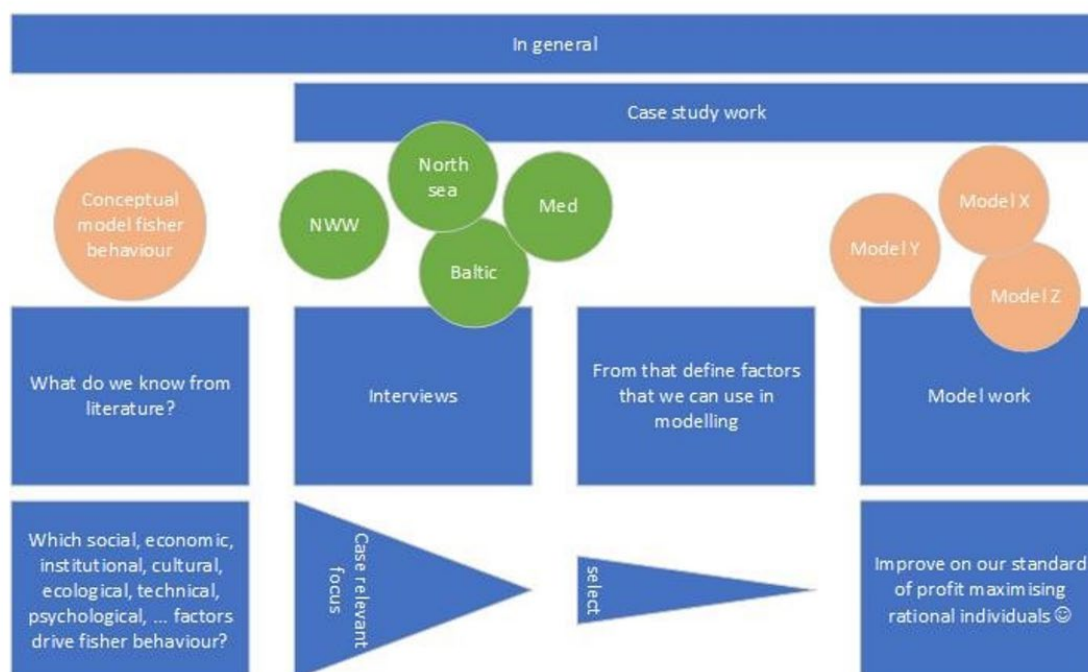 In general
Case study work
Conceptual
model fisher
behaviour
NWW
North
sea
Baltic
Med
Model Y
Model X
Model Z
What do we know from
literature?
Interviews
From that define factors
that we can use in
modelling
Model work
Which social, economic,
institutional, cultural,
ecological, technical,
psychological, ... factors
drive fisher behaviour?
Case relevant
focus
select
Improve on our standard
of profit maximising
rational individuals ☺